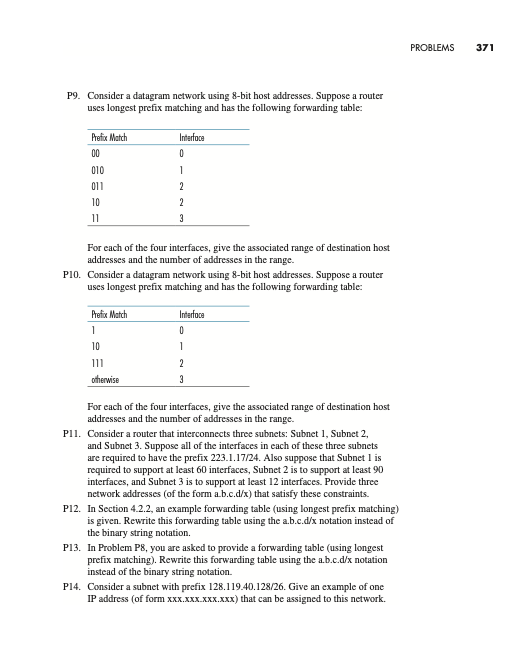 PROBLEMS 371
P9. Consider a datagram network using 8-bit host addresses. Suppose a router
uses longest prefix matching and has the following forwarding table:
Prefix Match Interface
00 0
010 1
011 2
10 2
11 3
For each of the four interfaces, give the associated range of destination host
addresses and the number of addresses in the range.
P10. Consider a datagram network using 8-bit host addresses. Suppose a router
uses longest prefix matching and has the following forwarding table:
Prefix Match Interface
1 0
10 1
111 2
otherwise 3
For each of the four interfaces, give the associated range of destination host
addresses and the number of addresses in the range.
P11. Consider a router that interconnects three subnets: Subnet 1, Subnet 2,
and Subnet 3. Suppose all of the interfaces in each of these three subnets
are required to have the prefix 223.1.17/24. Also suppose that Subnet 1 is
required to support at least 60 interfaces, Subnet 2 is to support at least 90
interfaces, and Subnet 3 is to support at least 12 interfaces. Provide three
network addresses (of the form a.b.c.d/x) that satisfy these constraints.
P12. In Section 4.2.2, an example forwarding table (using longest prefix matching)
is given. Rewrite this forwarding table using the a.b.c.d/x notation instead of
the binary string notation.
P13. In Problem P8, you are asked to provide a forwarding table (using longest
prefix matching). Rewrite this forwarding table using the a.b.c.d/x notation
instead of the binary string notation.
P14. Consider a subnet with prefix 128.119.40.128/26. Give an example of one
IP address (of form xxx.xxx.xxx.xxx) that can be assigned to this network.